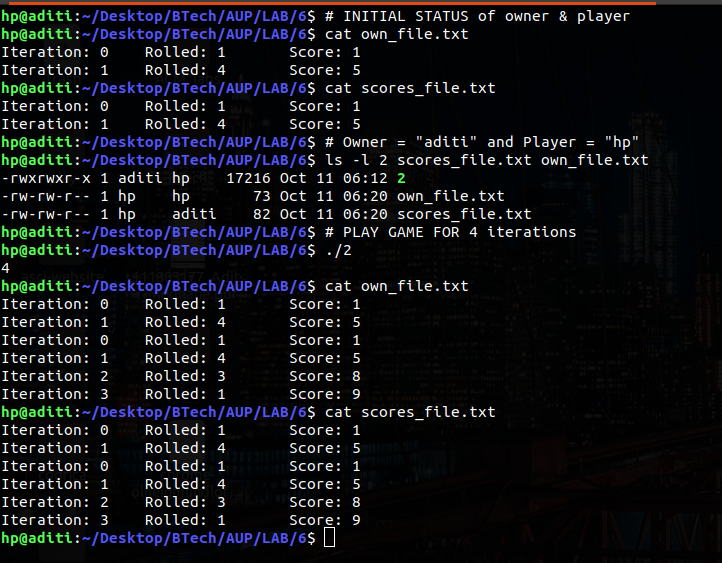 hp@aditi:~/Desktop/BTech/AUP/LAB/6$ # INITIAL STATUS of owner & player
hp@aditi:~/Desktop/BTech/AUP/LAB/6$ cat own_file.txt
Iteration: 0    Rolled: 1       Score: 1
Iteration: 1    Rolled: 4       Score: 5
hp@aditi:~/Desktop/BTech/AUP/LAB/6$ cat scores_file.txt
Iteration: 0    Rolled: 1       Score: 1
Iteration: 1    Rolled: 4       Score: 5
hp@aditi:~/Desktop/BTech/AUP/LAB/6$ # Owner = "aditi" and Player = "hp"
hp@aditi:~/Desktop/BTech/AUP/LAB/6$ ls -l 2 scores_file.txt own_file.txt
-rwxrwxr-x 1 aditi hp    17216 Oct 11 06:12 2
-rw-rw-r-- 1 hp    hp       73 Oct 11 06:20 own_file.txt
-rw-rw-r-- 1 hp    aditi    82 Oct 11 06:20 scores_file.txt
hp@aditi:~/Desktop/BTech/AUP/LAB/6$ # PLAY GAME FOR 4 iterations
hp@aditi:~/Desktop/BTech/AUP/LAB/6$ ./2
4
hp@aditi:~/Desktop/BTech/AUP/LAB/6$ cat own_file.txt
Iteration: 0    Rolled: 1       Score: 1
Iteration: 1    Rolled: 4       Score: 5
Iteration: 0    Rolled: 1       Score: 1
Iteration: 1    Rolled: 4       Score: 5
Iteration: 2    Rolled: 3       Score: 8
Iteration: 3    Rolled: 1       Score: 9
hp@aditi:~/Desktop/BTech/AUP/LAB/6$ cat scores_file.txt
Iteration: 0    Rolled: 1       Score: 1
Iteration: 1    Rolled: 4       Score: 5
Iteration: 0    Rolled: 1       Score: 1
Iteration: 1    Rolled: 4       Score: 5
Iteration: 2    Rolled: 3       Score: 8
Iteration: 3    Rolled: 1       Score: 9
hp@aditi:~/Desktop/BTech/AUP/LAB/6$